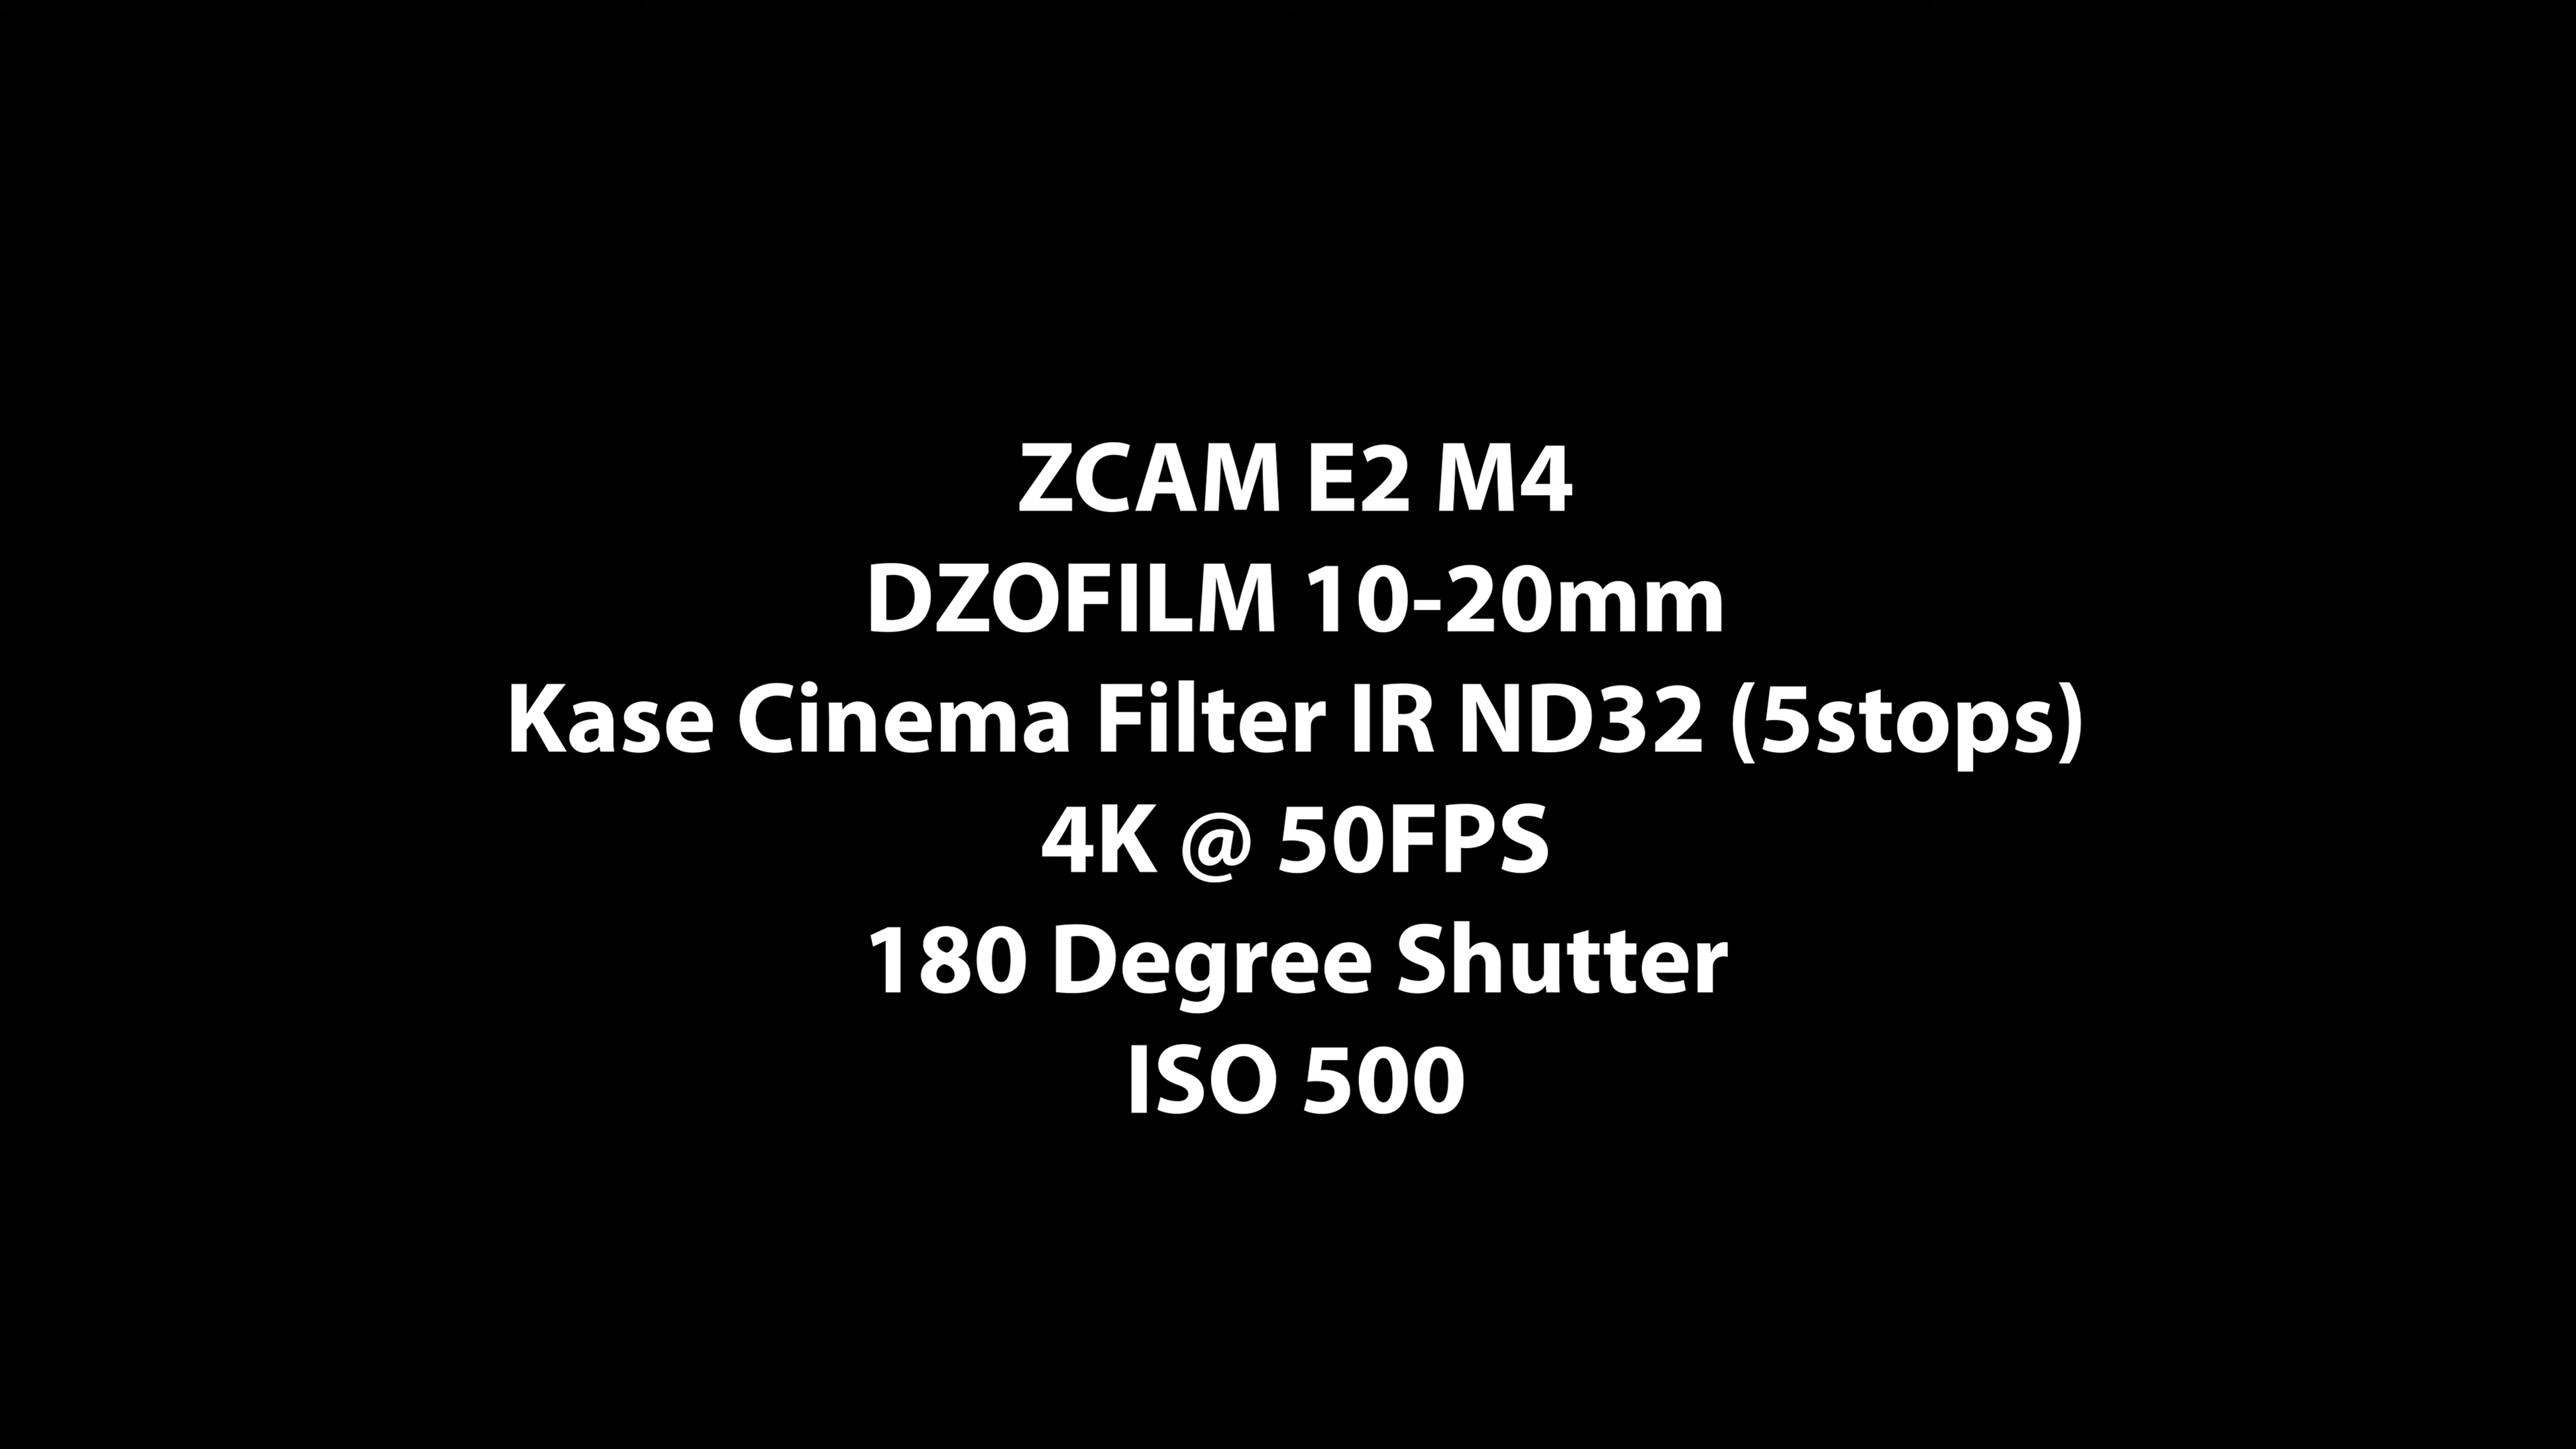 ZCAM E2 M4
DZOFILM 10-20mm
Kase Cinema Filter IR ND32 (5stops)
4K @ 50FPS
180 Degree Shutter
ISO 500